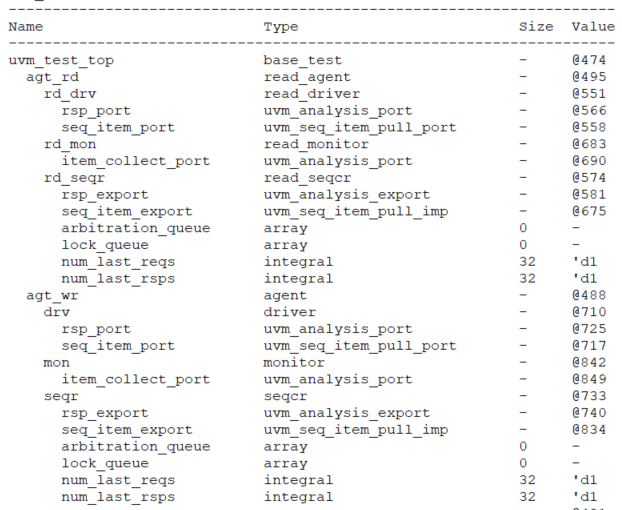 ------------------------------------------------------------------
Name                        Type                        Size  Value
------------------------------------------------------------------
uvm_test_top                base_test                   -     @474
  agt_rd                    read_agent                  -     @495
    rd_drv                  read_driver                 -     @551
      rsp_port              uvm_analysis_port           -     @566
      seq_item_port         uvm_seq_item_pull_port      -     @558
    rd_mon                  read_monitor                -     @683
      item_collect_port     uvm_analysis_port           -     @690
    rd_seqr                 read_seqcr                  -     @574
      rsp_export            uvm_analysis_export         -     @581
      seq_item_export       uvm_seq_item_pull_imp       -     @675
      arbitration_queue     array                       0     -
      lock_queue            array                       0     -
      num_last_reqs         integral                    32    'd1
      num_last_rsps         integral                    32    'd1
  agt_wr                    agent                       -     @488
    drv                     driver                      -     @710
      rsp_port              uvm_analysis_port           -     @725
      seq_item_port         uvm_seq_item_pull_port      -     @717
    mon                     monitor                     -     @842
      item_collect_port     uvm_analysis_port           -     @849
    seqr                    seqcr                       -     @733
      rsp_export            uvm_analysis_export         -     @740
      seq_item_export       uvm_seq_item_pull_imp       -     @834
      arbitration_queue     array                       0     -
      lock_queue            array                       0     -
      num_last_reqs         integral                    32    'd1
      num_last_rsps         integral                    32    'd1